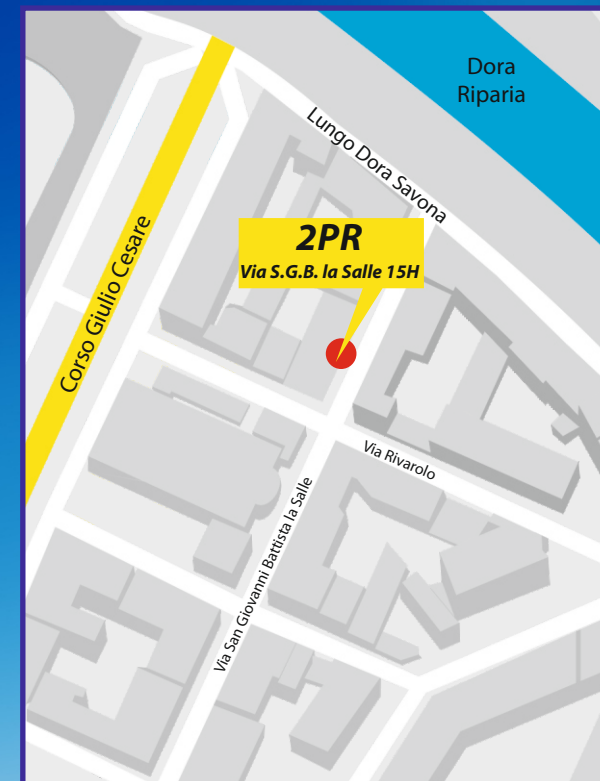 Dora
Riparia
Lungo Dora Savona
2PR
Via S.G.B. la Salle 15H
Corso Giulio Cesare
Via Rivarolo
Via San Giovanni Battista la Salle